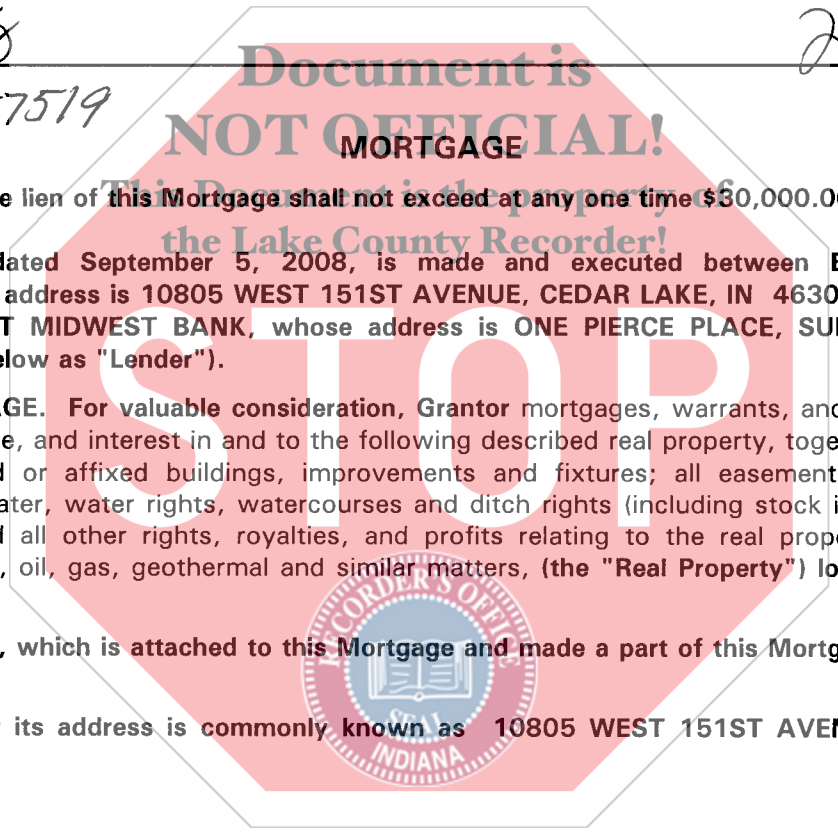 7519
Document is
NOT OFFICIAL!
MORTGAGE
This Document is the property of
e lien of this Mortgage shall not exceed at any one time $30,000.0
the Lake County Recorder!
dated September 5, 2008, is made and executed between
address is 10805 WEST 151ST AVENUE, CEDAR LAKE, IN 4630
T MIDWEST BANK, whose address is ONE PIERCE PLACE, SUI
elow as "Lender").
STOP
GE. For valuable consideration, Grantor mortgages, warrants, and
e, and interest in and to the following described real property, toge
d or affixed buildings, improvements and fixtures; all easement
ater, water rights, watercourses and ditch rights (including stock i
d all other rights, royalties, and profits relating to the real prope
, oil, gas, geothermal and similar matters, (the "Real Property") lo
RECORDER'S OFFICE
, which is attached to this Mortgage and made a part of this Mortg
SEAL
its address is commonly known as 10805 WEST 151ST AVEN
INDIANA